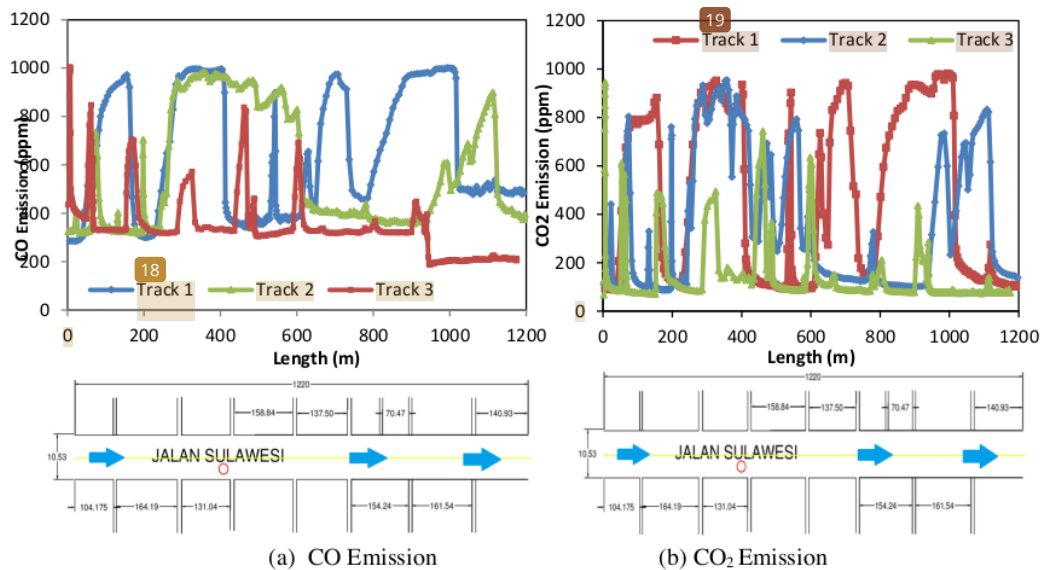 1200
1000
800
600
400
200
0
CO Emission (ppm)
18
Track 1
Track 2
Track 3
0 200 400 600 800 1000 1200
Length (m)
1200
1000
800
600
400
200
0
CO2 Emission (ppm)
19
Track 1
Track 2
Track 3
0 200 400 600 800 1000 1200
Length (m)
1220
158.84 137.50 70.47 140.93
10.53
JALAN SULAWESI
104.175 164.19 131.04 154.24 161.54
1220
158.84 137.50 70.47 140.93
10.53
JALAN SULAWESI
104.175 164.19 131.04 154.24 161.54
(a) CO Emission
(b) CO₂ Emission